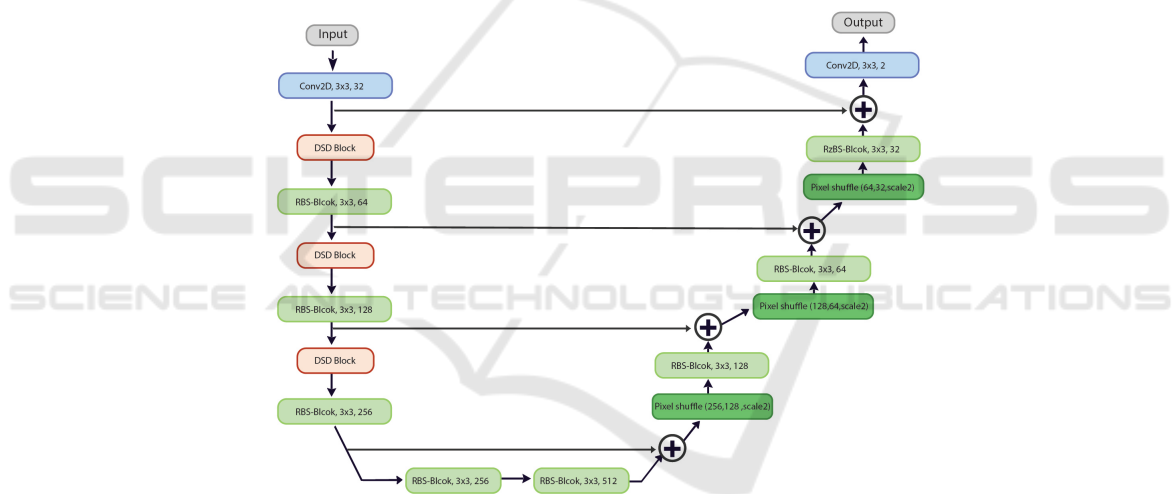 Input
Conv2D, 3x3, 32
DSD Block
RBS-Blcok, 3x3, 64
DSD Block
RBS-Blcok, 3x3, 128
DSD Block
RBS-Blcok, 3x3, 256
RBS-Blcok, 3x3, 256
RBS-Blcok, 3x3, 512
Pixel shuffle (256,128 ,scale2)
RBS-Blcok, 3x3, 128
Pixel shuffle (128,64,scale2)
RBS-Blcok, 3x3, 64
Pixel shuffle (64,32,scale2)
RzBS-Blcok, 3x3, 32
Conv2D, 3x3, 2
Output
SCITEPRESS
SCIENCE AND TECHNOLOGY PUBLICATIONS